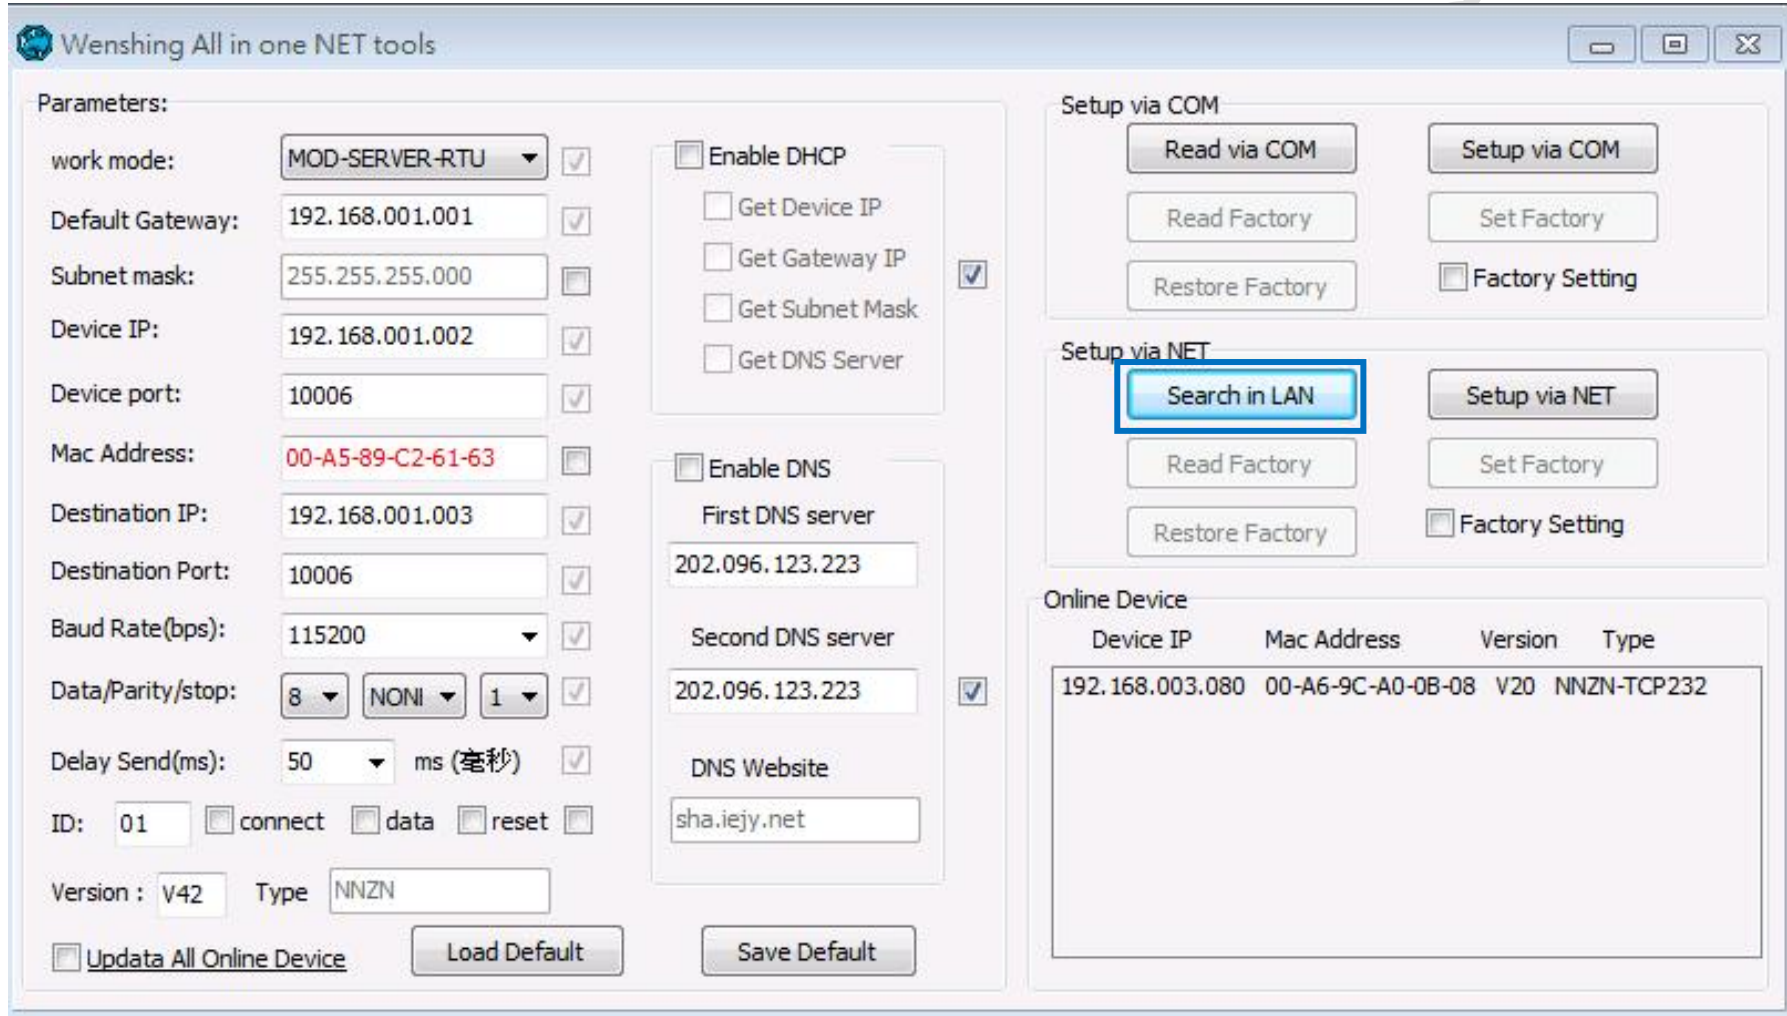 Wenshing All in one NET tools
Parameters:
work mode: MOD-SERVER-RTU
Default Gateway: 192.168.001.001
Subnet mask: 255.255.255.000
Device IP: 192.168.001.002
Device port: 10006
Mac Address: 00-A5-89-C2-61-63
Destination IP: 192.168.001.003
Destination Port: 10006
Baud Rate(bps): 115200
Data/Parity/stop: 8 NONI 1
Delay Send(ms): 50 ms (毫秒)
ID: 01 connect data reset
Version : V42 Type NNZN
Updata All Online Device Load Default Save Default
Enable DHCP
Get Device IP
Get Gateway IP
Get Subnet Mask
Get DNS Server
Enable DNS
First DNS server
202.096.123.223
Second DNS server
202.096.123.223
DNS Website
sha.iejy.net
Setup via COM
Read via COM Setup via COM
Read Factory Set Factory
Restore Factory Factory Setting
Setup via NET
Search in LAN Setup via NET
Read Factory Set Factory
Restore Factory Factory Setting
Online Device
Device IP Mac Address Version Type
192.168.003.080 00-A6-9C-A0-0B-08 V20 NNZN-TCP232